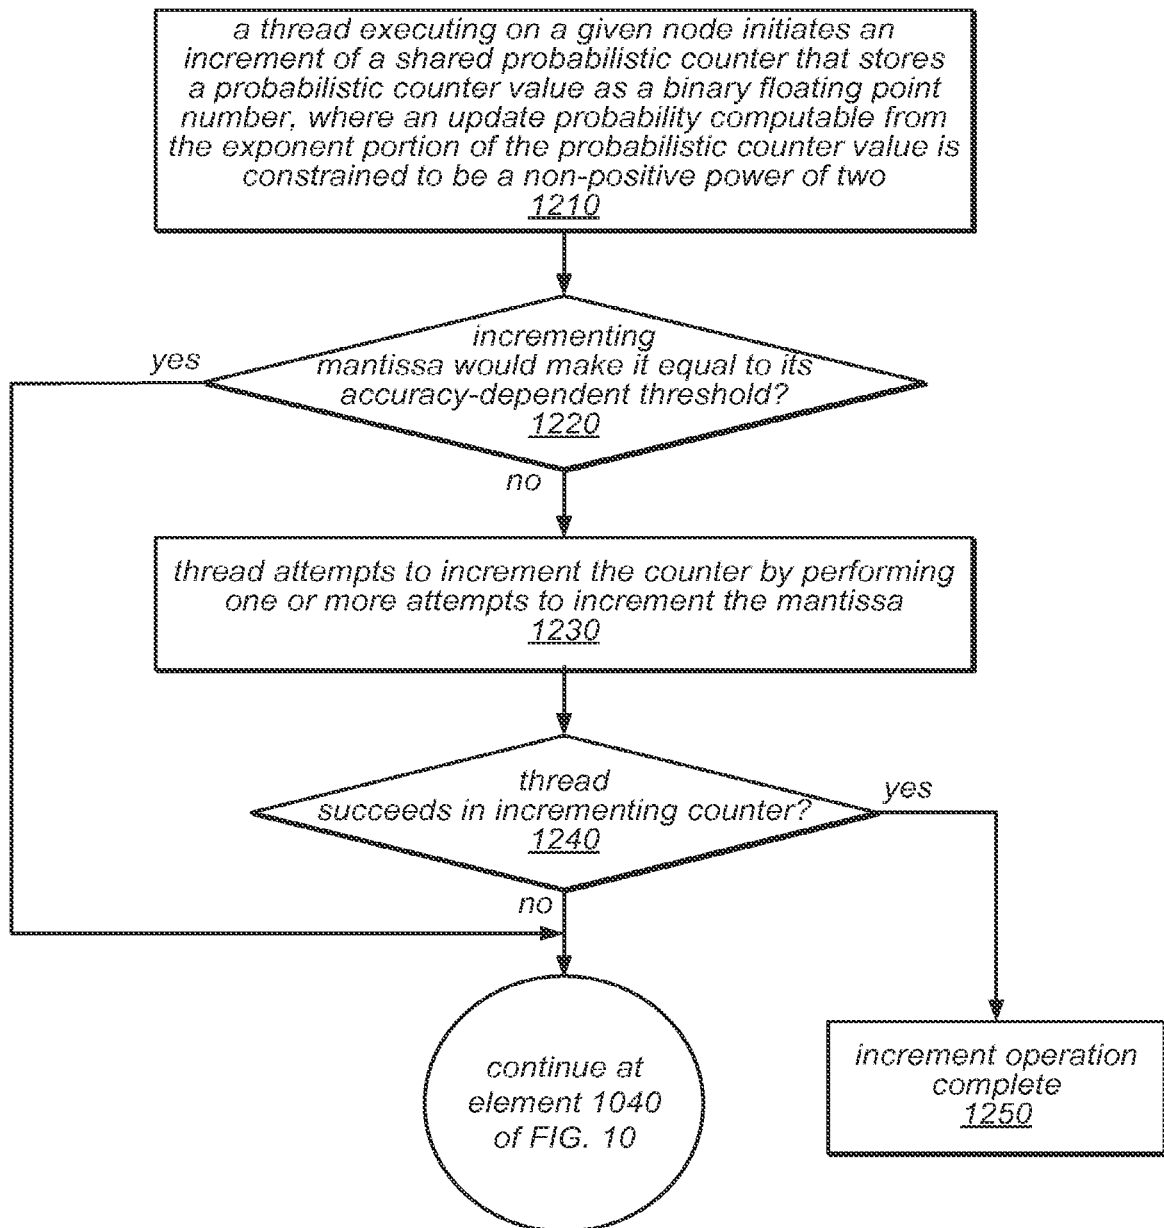 a thread executing on a given node initiates an
increment of a shared probabilistic counter that stores
a probabilistic counter value as a binary floating point
number, where an update probability computable from
the exponent portion of the probabilistic counter value is
constrained to be a non-positive power of two
1210
incrementing
mantissa would make it equal to its
accuracy-dependent threshold?
1220
yes
no
thread attempts to increment the counter by performing
one or more attempts to increment the mantissa
1230
thread
succeeds in incrementing counter?
1240
yes
no
continue at
element 1040
of FIG. 10
increment operation
complete
1250